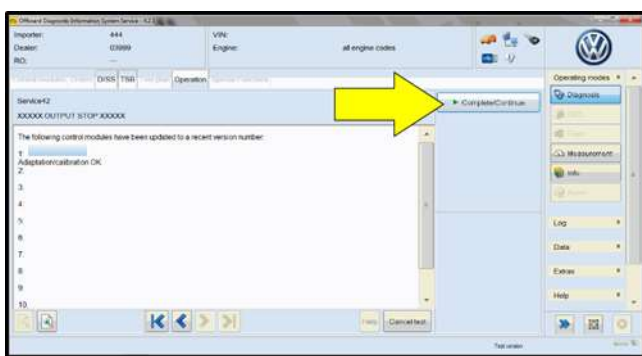 Offboard Diagnostic Information System Service - 4.2.3
Importer: 444 VIN:
Dealer: 03999 Engine: all engine codes
RO: ---
DISS TSB Operation
Operating modes
Service42
Complete/Continue
Diagnosis
XXXXX OUTPUT STOP XXXXX
The following control modules have been updated to a recent version number:
1.
Adaptation/calibration OK
2.
3.
4.
5.
6.
7.
8.
9.
10.
Measurement
Info
Log
Data
Extras
Help
Cancel test
Test version